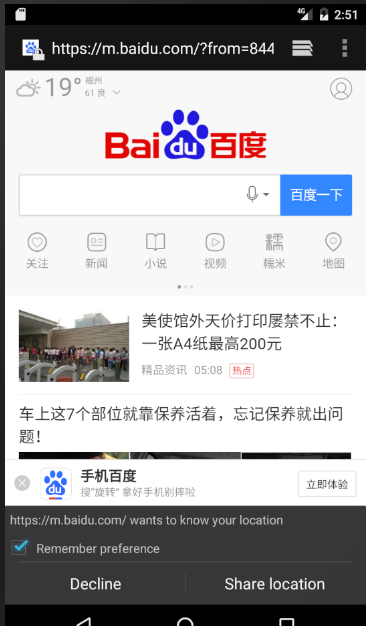 4G 2:51
https://m.baidu.com/?from=844
19° 福州
61 良
Bai du 百度
百度一下
关注 新闻 小说 视频 糯米 地图
糯
美使馆外天价打印屡禁不止：
一张A4纸最高200元
精品资讯 05:08 热点
车上这7个部位就靠保养活着，忘记保养就出问
题！
du
手机百度
搜“旋转” 拿好手机别摔啦
立即体验
https://m.baidu.com/ wants to know your location
Remember preference
Decline Share location